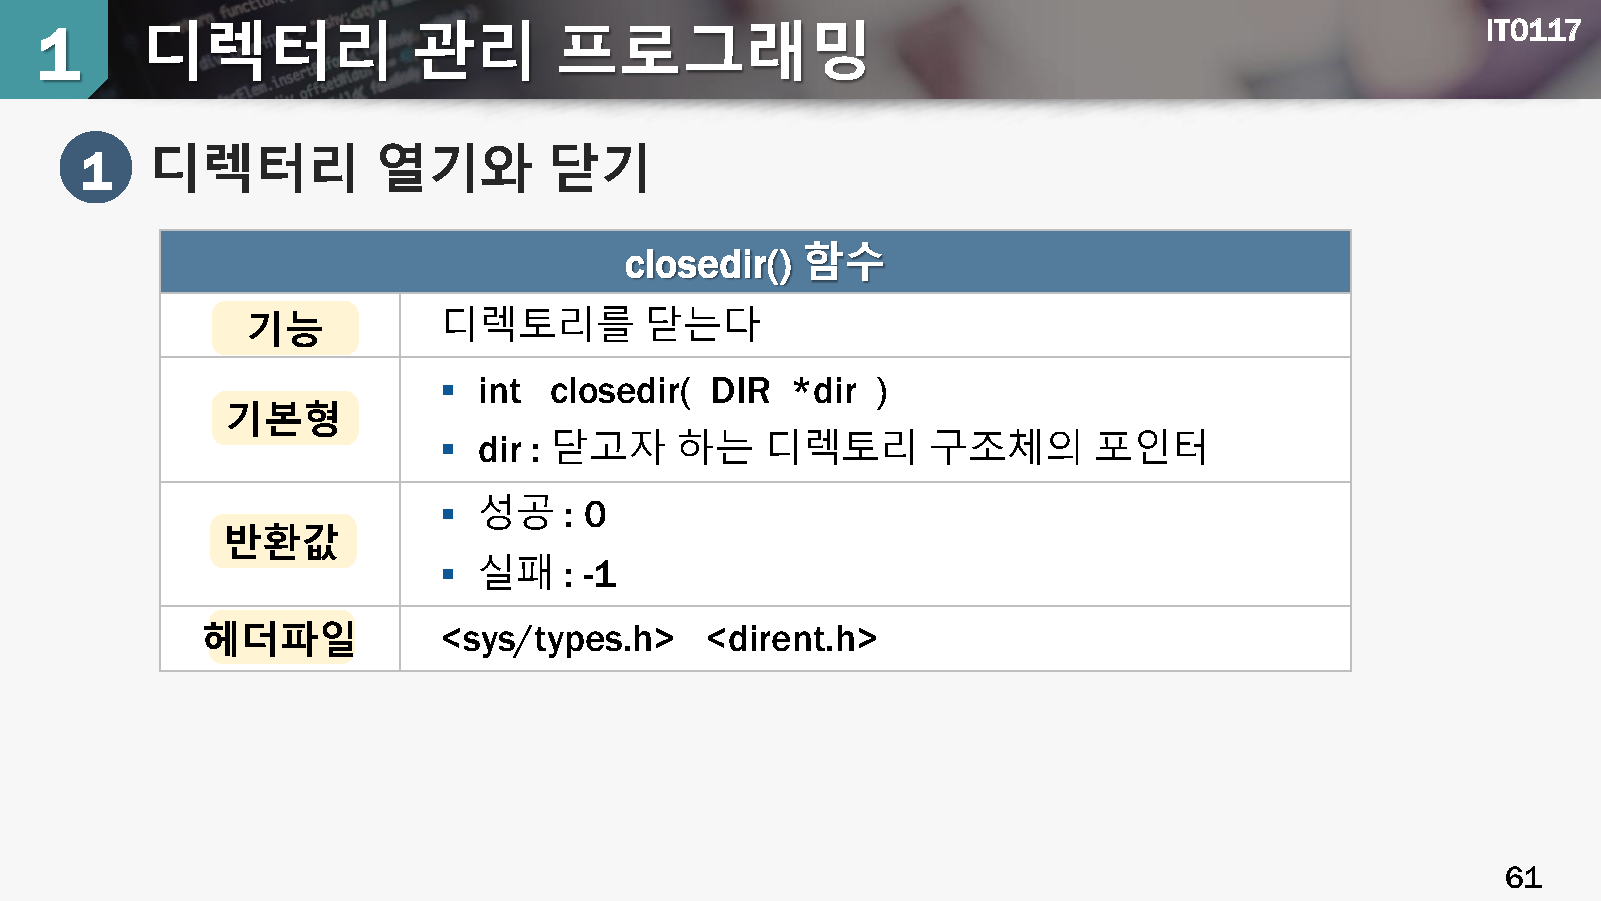 1 디렉터리 관리 프로그래밍
IT0117
1 디렉터리 열기와 닫기
closedir() 함수
기능
디렉토리를 닫는다
기본형
▪ int closedir( DIR *dir )
▪ dir : 닫고자 하는 디렉토리 구조체의 포인터
반환값
▪ 성공 : 0
▪ 실패 : -1
헤더파일
<sys/types.h> <dirent.h>
61